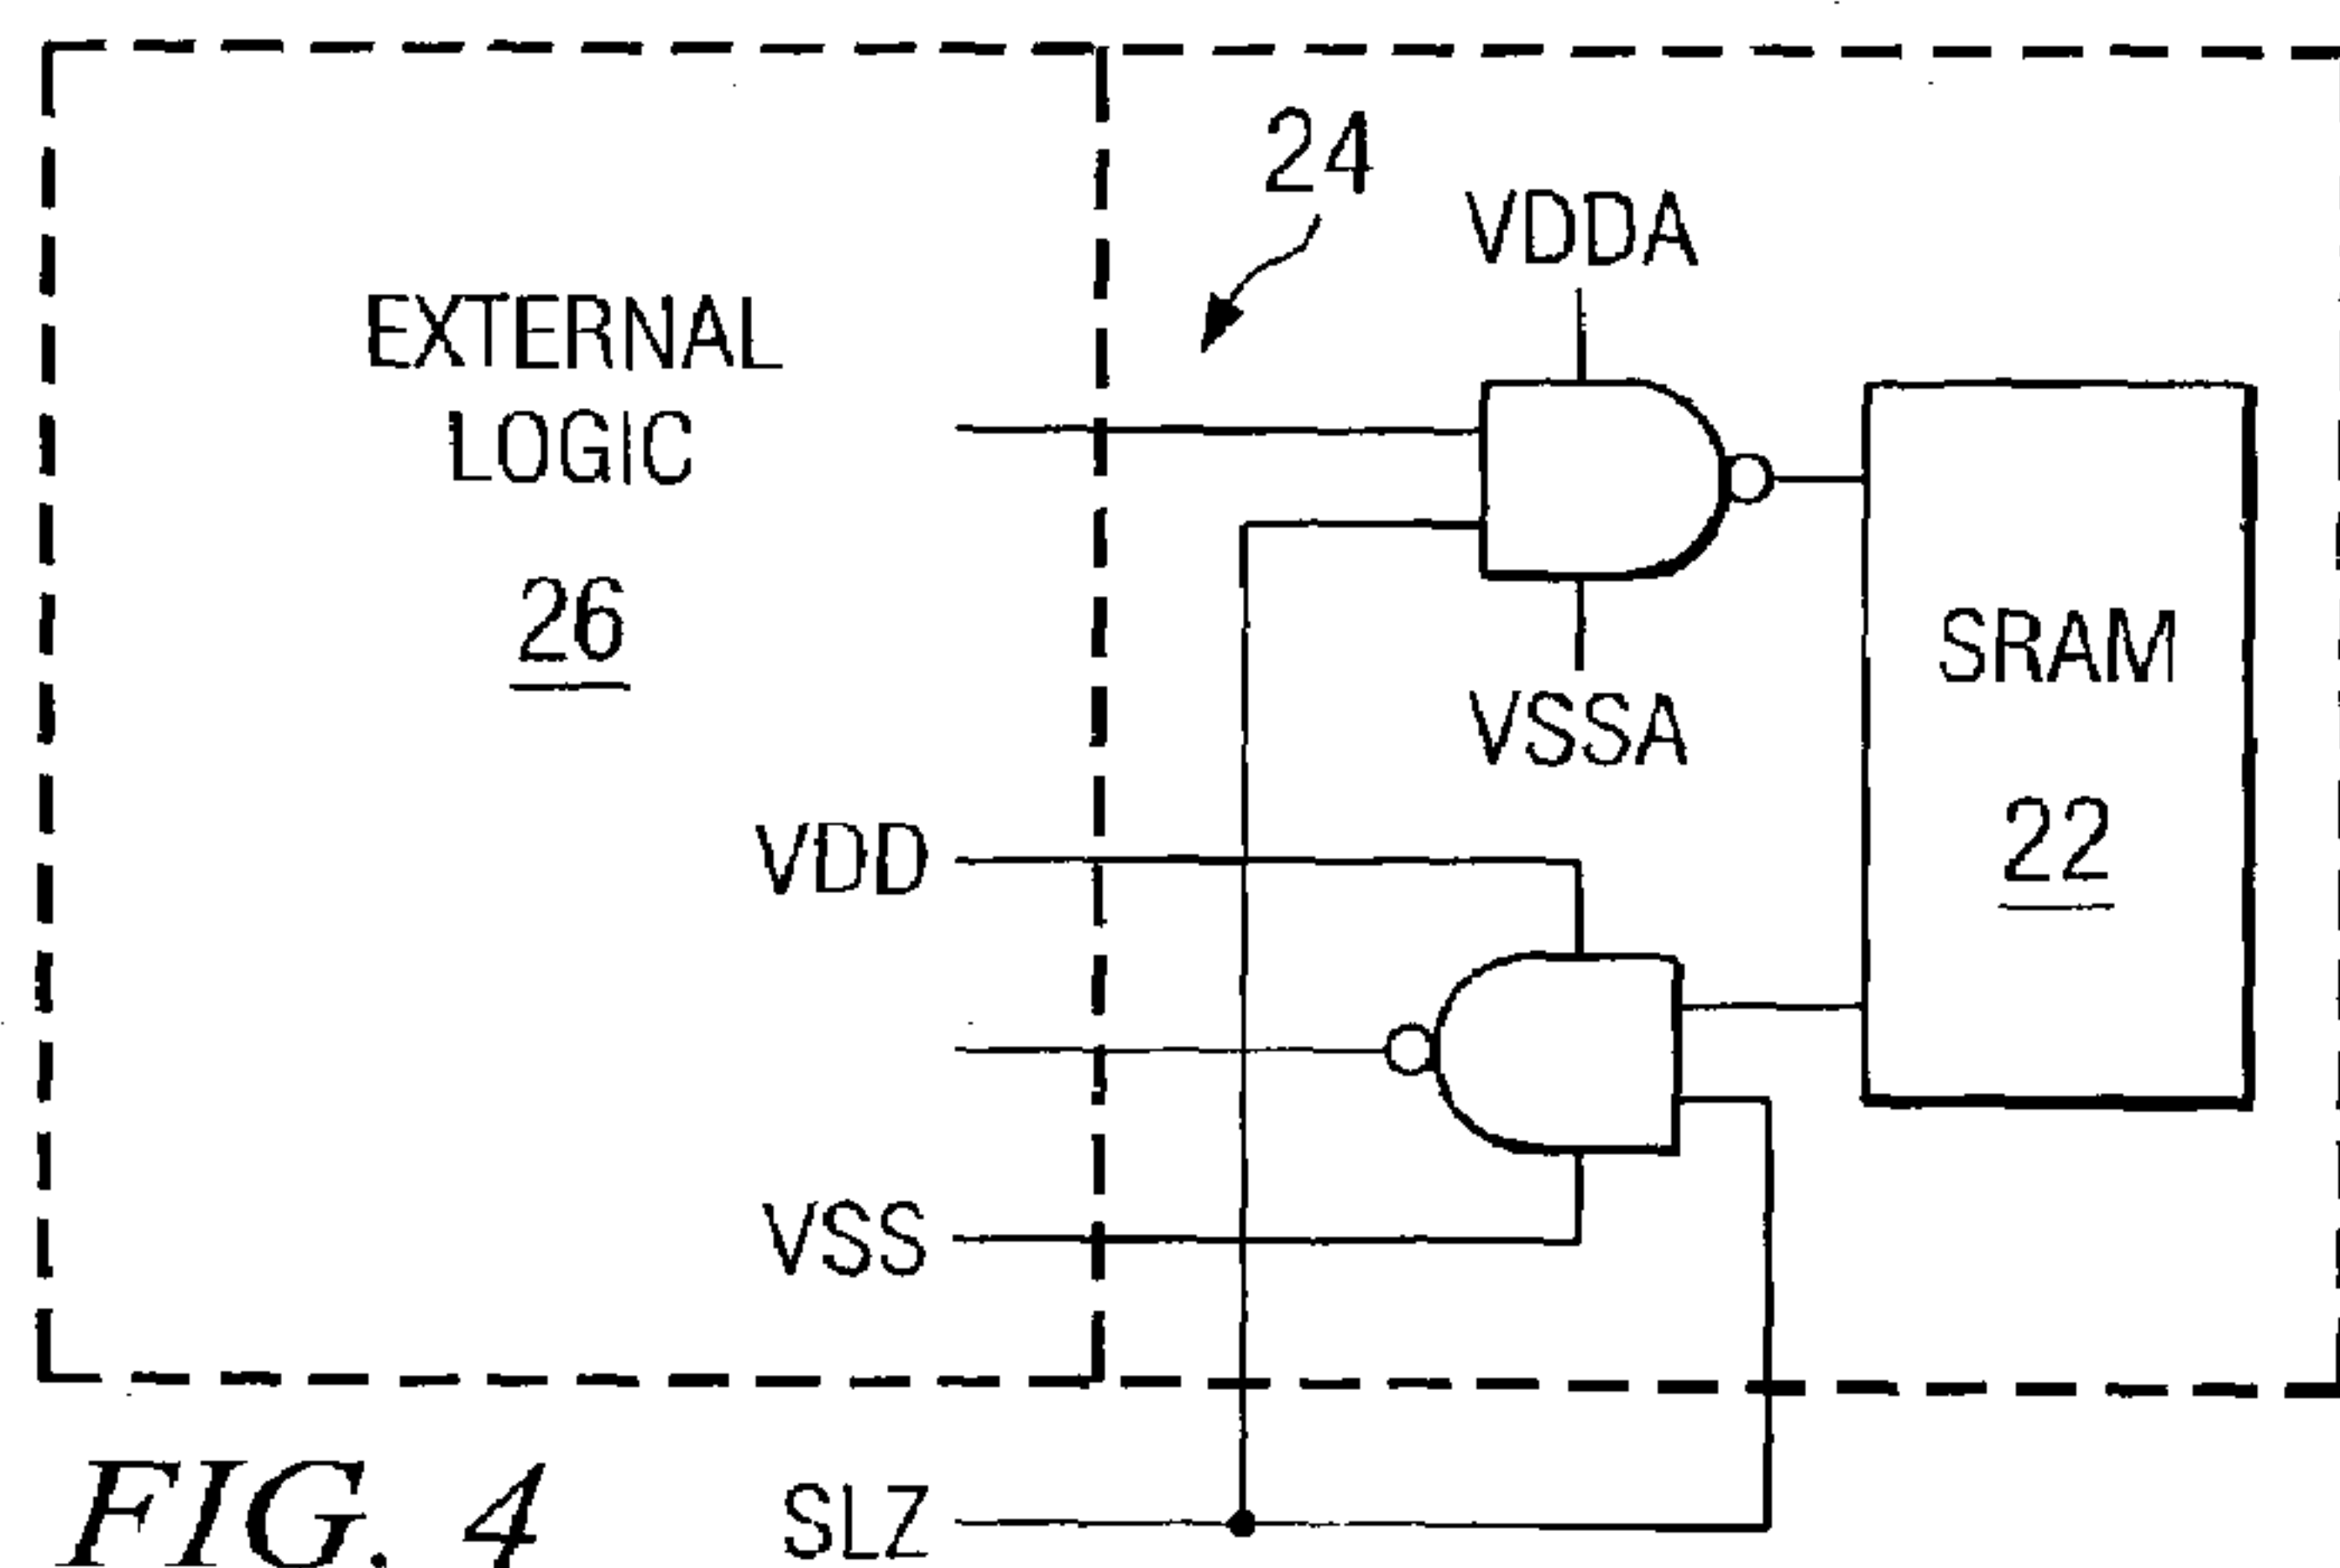 24
VDDA
EXTERNAL
LOGIC
26
VSSA
SRAM
22
VDD
VSS
SLZ
FIG. 4